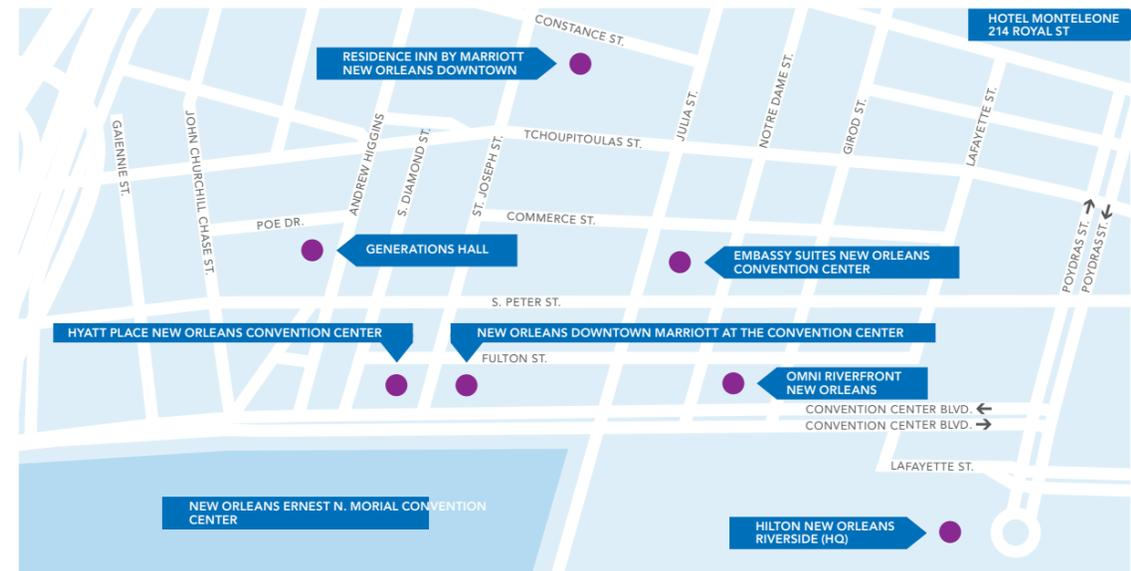 CONSTANCE ST.
HOTEL MONTELEONE
214 ROYAL ST
RESIDENCE INN BY MARRIOTT
NEW ORLEANS DOWNTOWN
GAIENNIE ST.
JOHN CHURCHILL CHASE ST.
ANDREW HIGGINS
S. DIAMOND ST.
ST. JOSEPH ST.
TCHOUPITOULAS ST.
JULIA ST.
NOTRE DAME ST.
GIROD ST.
LAFAYETTE ST.
POE DR.
COMMERCE ST.
POYDRAS ST.
POYDRAS ST.
GENERATIONS HALL
EMBASSY SUITES NEW ORLEANS
CONVENTION CENTER
S. PETER ST.
HYATT PLACE NEW ORLEANS CONVENTION CENTER
NEW ORLEANS DOWNTOWN MARRIOTT AT THE CONVENTION CENTER
FULTON ST.
OMNI RIVERFRONT
NEW ORLEANS
CONVENTION CENTER BLVD.
CONVENTION CENTER BLVD.
LAFAYETTE ST.
NEW ORLEANS ERNEST N. MORIAL CONVENTION
CENTER
HILTON NEW ORLEANS
RIVERSIDE (HQ)